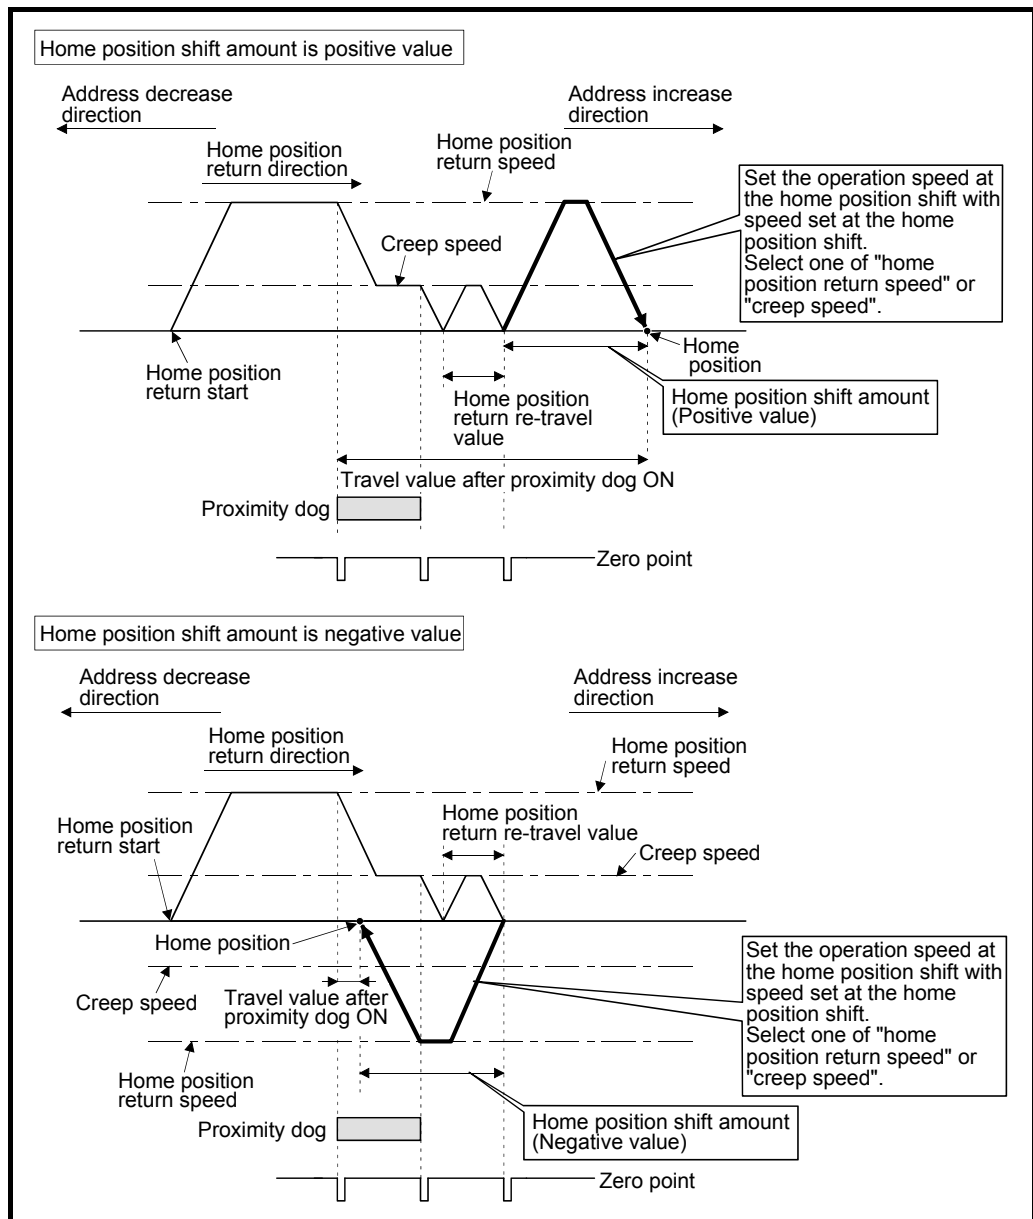 Home position shift amount is positive value
Address decrease
direction
Address increase
direction
Home position
return direction
Home position
return speed
Set the operation speed at
the home position shift with
speed set at the home
position shift.
Select one of "home
position return speed" or
"creep speed".
Creep speed
Home position
return start
Home
position
Home position
return re-travel
value
Home position shift amount
(Positive value)
Travel value after proximity dog ON
Proximity dog
Zero point
Home position shift amount is negative value
Address decrease
direction
Address increase
direction
Home position
return direction
Home position
return speed
Home position
return start
Home position
return re-travel value
Creep speed
Home position
Set the operation speed at
the home position shift with
speed set at the home
position shift.
Select one of "home
position return speed" or
"creep speed".
Creep speed
Travel value after
proximity dog ON
Home position
return speed
Home position shift amount
(Negative value)
Proximity dog
Zero point